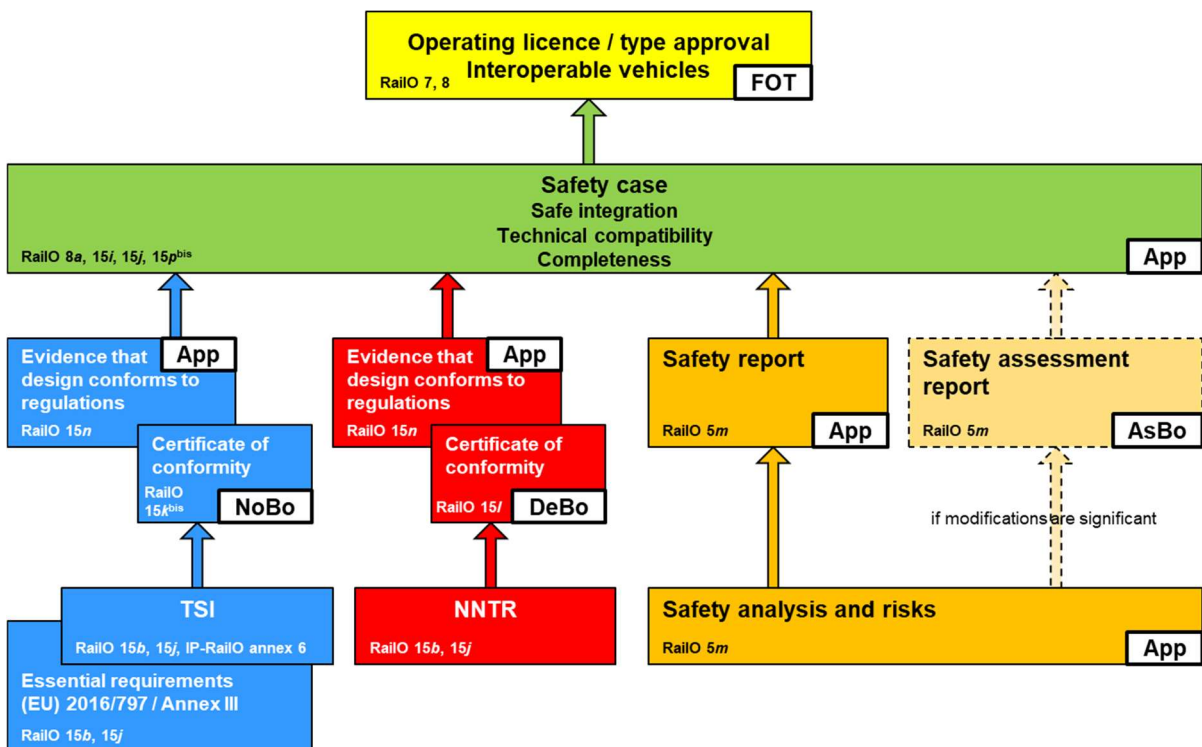 Operating licence / type approval
Interoperable vehicles
RailO 7, 8
FOT
Safety case
Safe integration
Technical compatibility
Completeness
RailO 8a, 15i, 15j, 15pbis
App
Evidence that
design conforms to
regulations
RailO 15n
App
Evidence that
design conforms to
regulations
RailO 15n
App
Safety report
RailO 5m
App
Safety assessment
report
RailO 5m
AsBo
Certificate of
conformity
RailO
15kbis
NoBo
Certificate of
conformity
RailO 15l
DeBo
if modifications are significant
TSI
RailO 15b, 15j, IP-RailO annex 6
NNTR
RailO 15b, 15j
Safety analysis and risks
RailO 5m
App
Essential requirements
(EU) 2016/797 / Annex III
RailO 15b, 15j